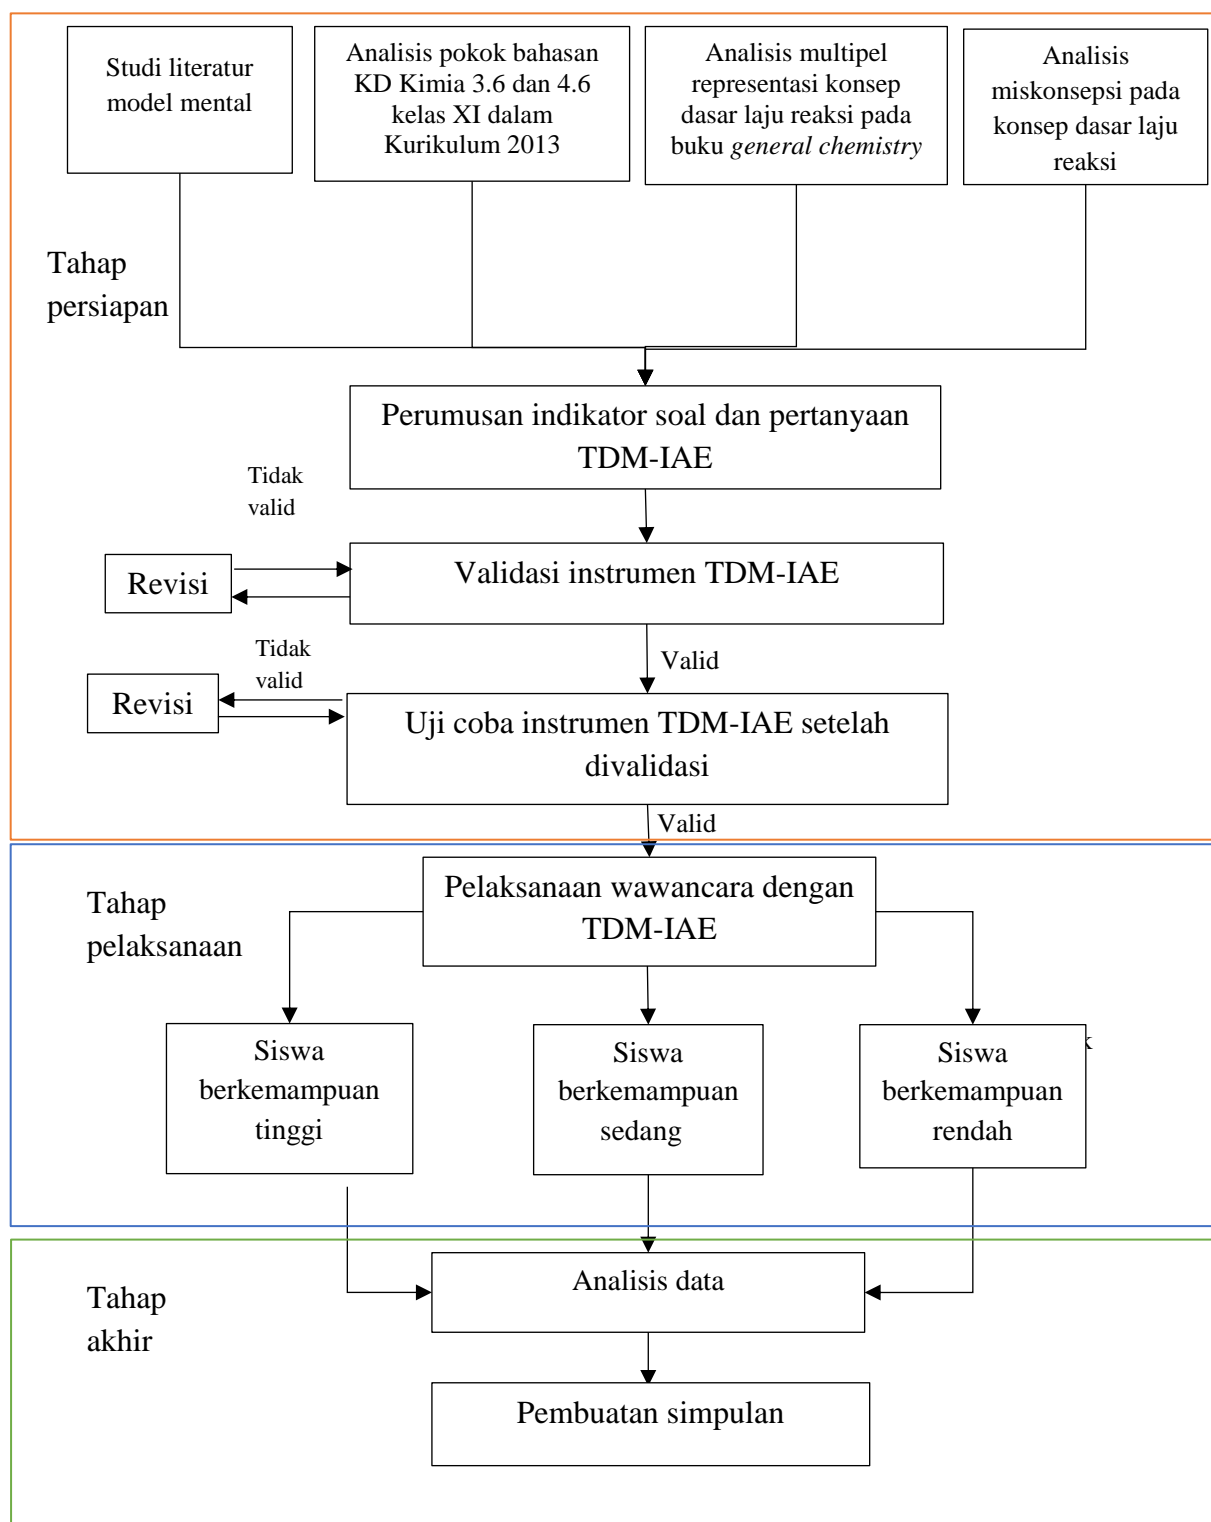 Studi literatur
model mental
Analisis pokok bahasan
KD Kimia 3.6 dan 4.6
kelas XI dalam
Kurikulum 2013
Analisis multipel
representasi konsep
dasar laju reaksi pada
buku general chemistry
Analisis
miskonsepsi pada
konsep dasar laju
reaksi
Tahap
persiapan
Perumusan indikator soal dan pertanyaan
TDM-IAE
Tidak
valid
Revisi
Validasi instrumen TDM-IAE
Tidak
valid
Valid
Revisi
Uji coba instrumen TDM-IAE setelah
divalidasi
Valid
Tahap
pelaksanaan
Pelaksanaan wawancara dengan
TDM-IAE
Siswa
berkemampuan
tinggi
Siswa
berkemampuan
sedang
Siswa
berkemampuan
rendah
Tahap
akhir
Analisis data
Pembuatan simpulan